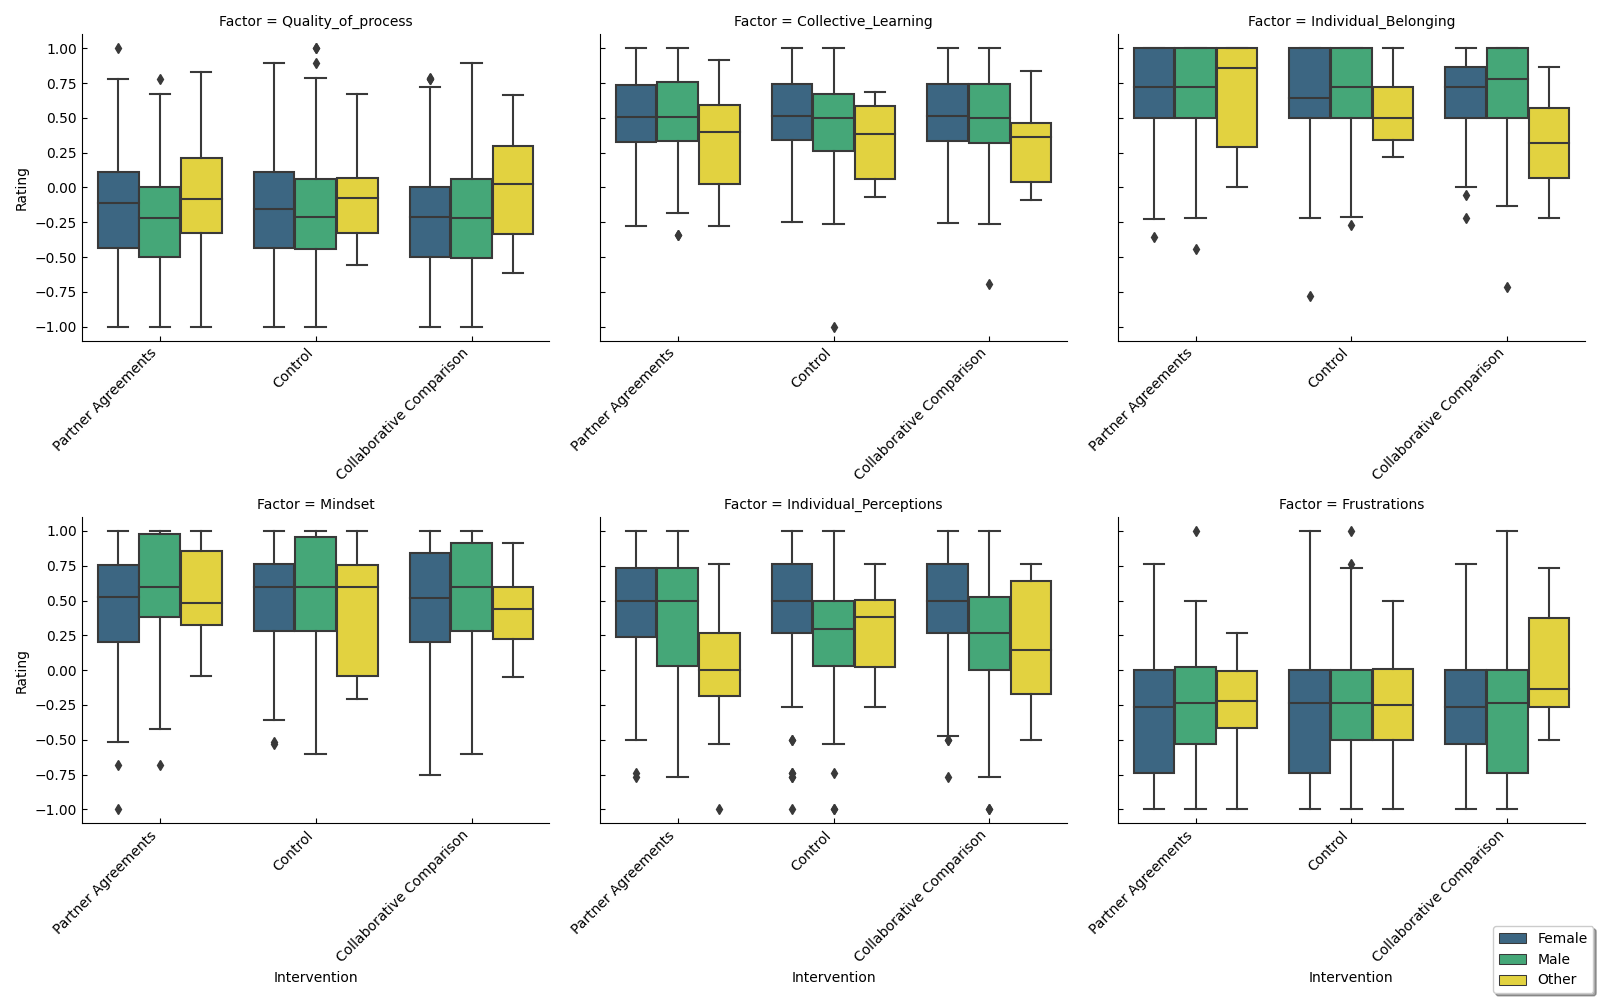 Factor = Quality_of_process
Factor = Collective_Learning
Factor = Individual_Belonging
1.00
0.75
0.50
0.25
0.00
−0.25
−0.50
−0.75
−1.00
Rating
Partner Agreements
Control
Collaborative Comparison
Partner Agreements
Control
Collaborative Comparison
Partner Agreements
Control
Collaborative Comparison
Factor = Mindset
Factor = Individual_Perceptions
Factor = Frustrations
1.00
0.75
0.50
0.25
0.00
−0.25
−0.50
−0.75
−1.00
Rating
Partner Agreements
Control
Collaborative Comparison
Partner Agreements
Control
Collaborative Comparison
Partner Agreements
Control
Collaborative Comparison
Intervention
Intervention
Intervention
Female
Male
Other